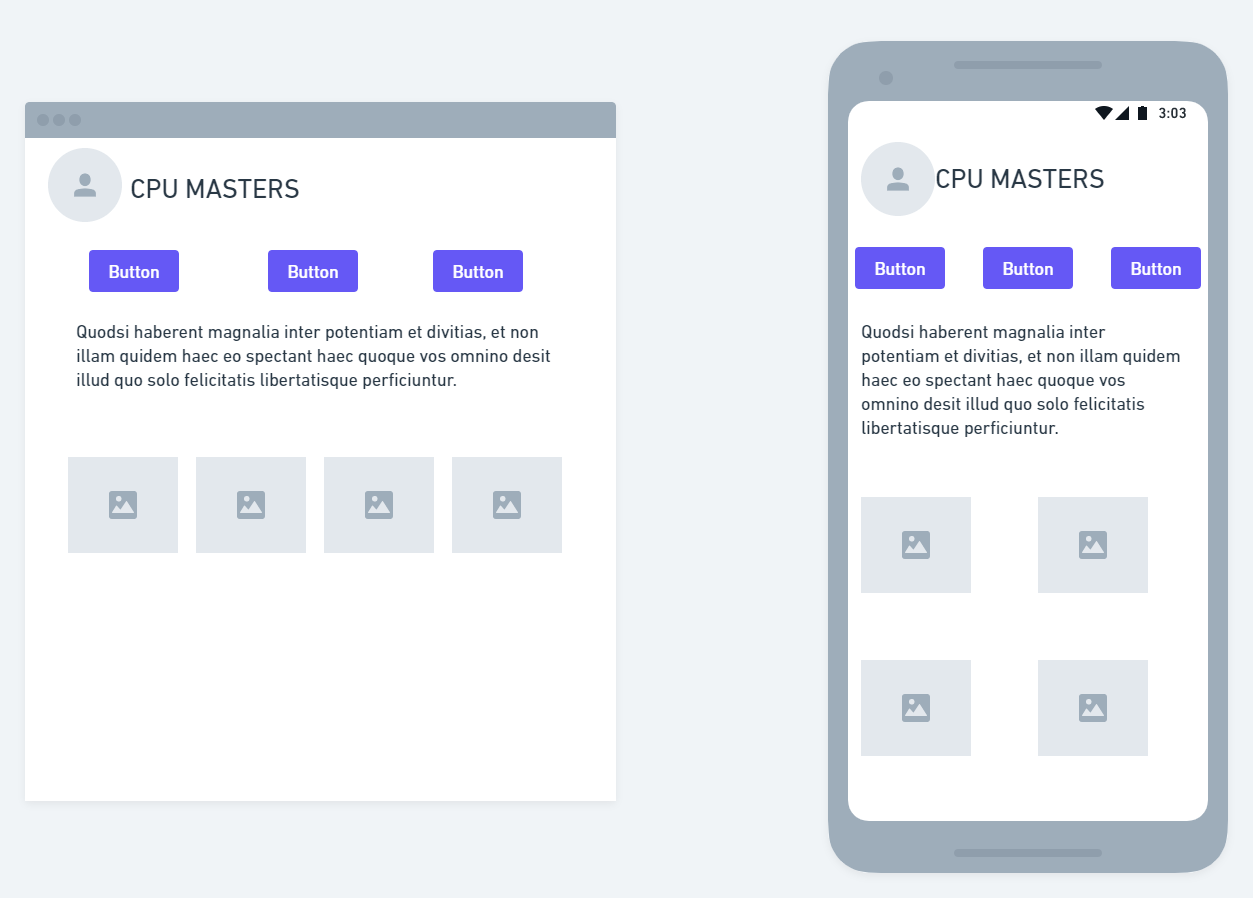 CPU MASTERS
Button Button Button
Quodsi haberent magnalia inter potentiam et divitias, et non
illam quidem haec eo spectant haec quoque vos omnino desit
illud quo solo felicitatis libertatisque perficiuntur.
3:03
CPU MASTERS
Button Button Button
Quodsi haberent magnalia inter
potentiam et divitias, et non illam quidem
haec eo spectant haec quoque vos
omnino desit illud quo solo felicitatis
libertatisque perficiuntur.